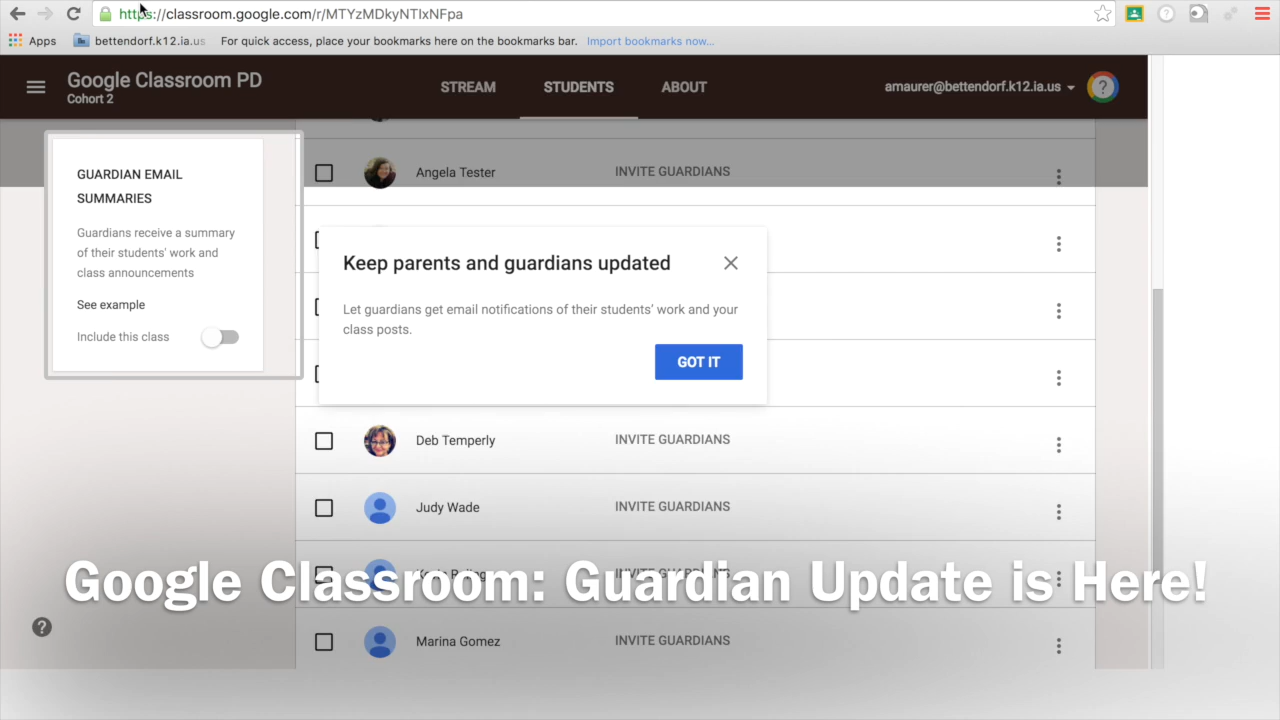 https://classroom.google.com/r/MTYzMDkyNTIxNFpa
Apps bettendorf.k12.ia.us For quick access, place your bookmarks here on the bookmarks bar. Import bookmarks now...
Google Classroom PD
Cohort 2
STREAM STUDENTS ABOUT
amaurer@bettendorf.k12.ia.us
GUARDIAN EMAIL
SUMMARIES
Guardians receive a summary
of their students' work and
class announcements
See example
Include this class
Angela Tester INVITE GUARDIANS
Keep parents and guardians updated
Let guardians get email notifications of their students' work and your
class posts.
GOT IT
Deb Temperly INVITE GUARDIANS
Judy Wade INVITE GUARDIANS
INVITE GUARDIANS
Google Classroom: Guardian Update is Here!
Marina Gomez INVITE GUARDIANS